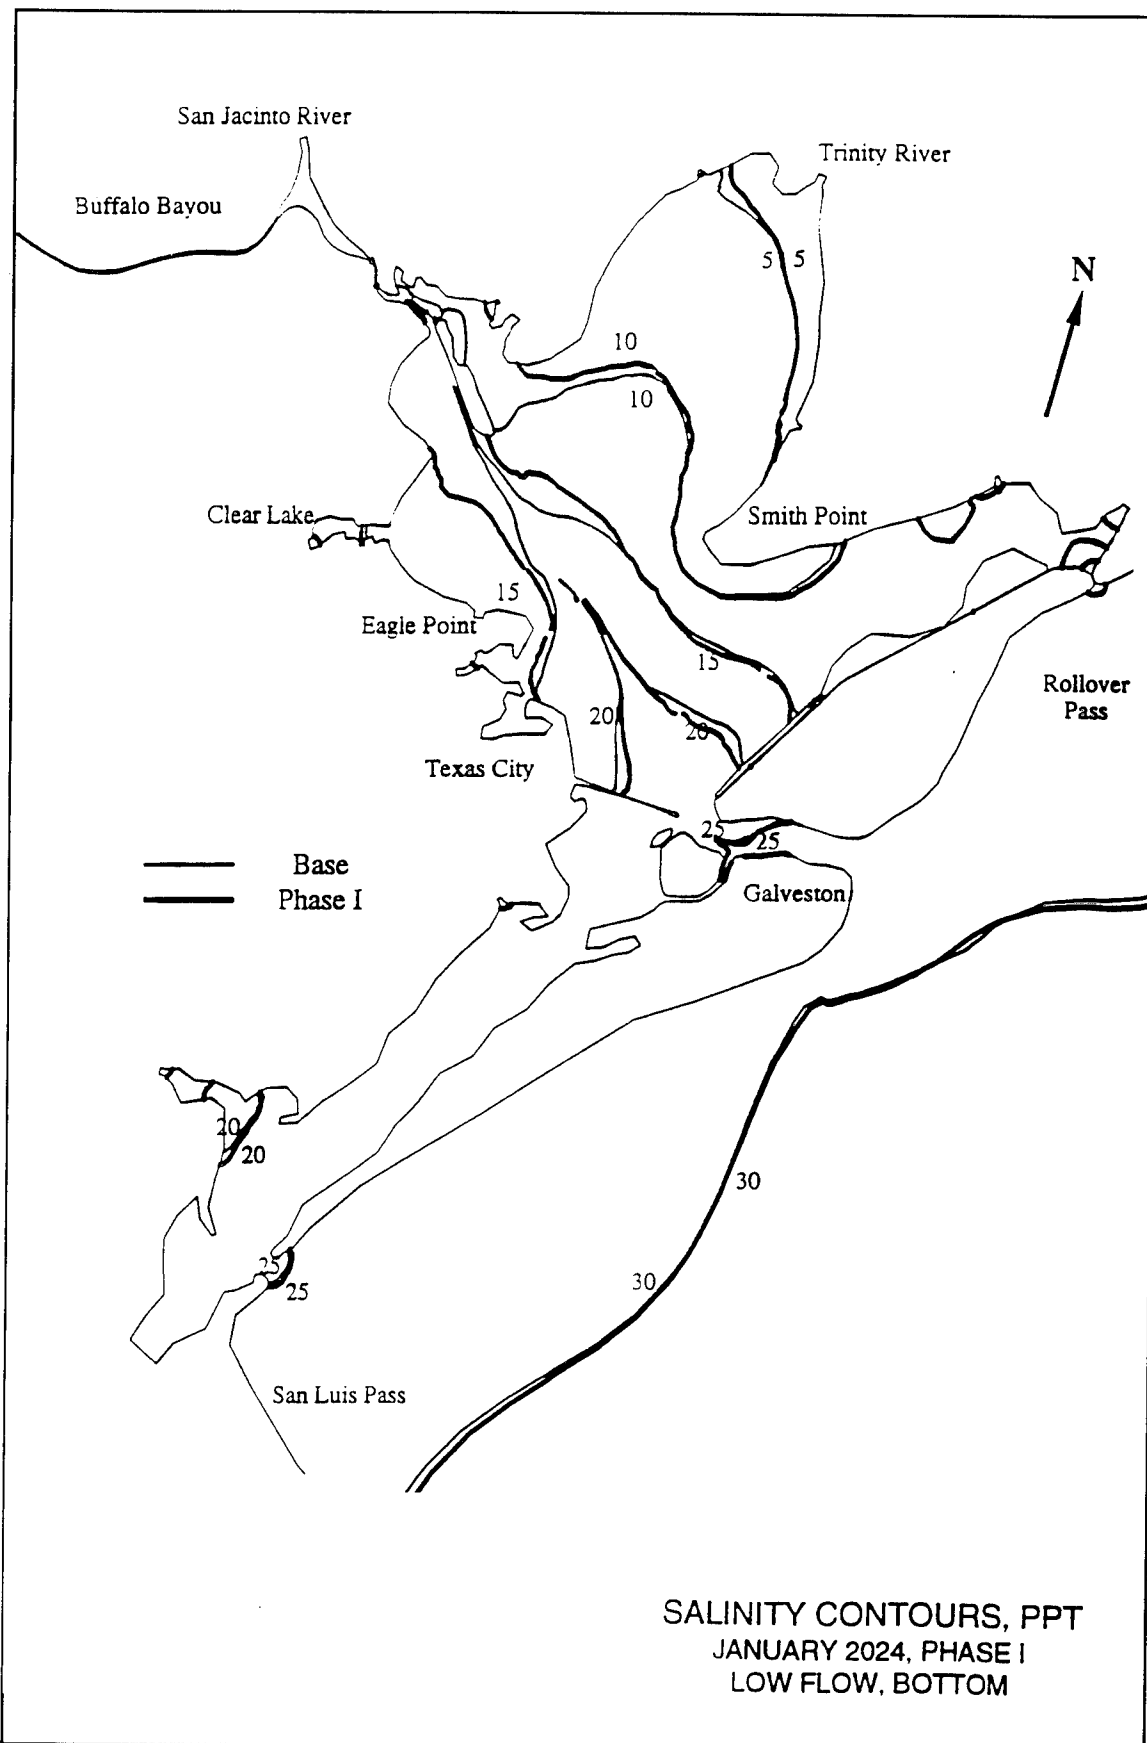 San Jacinto River
Trinity River
Buffalo Bayou
5 5
N
10
10
Clear Lake
Smith Point
15
Eagle Point
15
Rollover
Pass
20
20
Texas City
25
25
Base
Phase I
Galveston
20
20
30
25
30
25
San Luis Pass
SALINITY CONTOURS, PPT
JANUARY 2024, PHASE I
LOW FLOW, BOTTOM